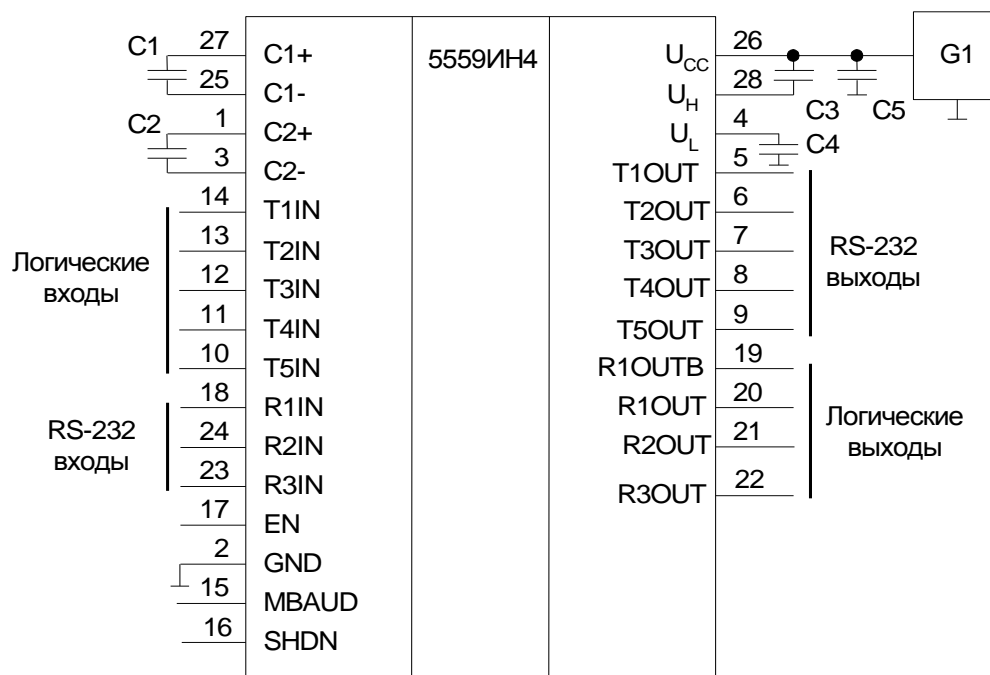 C1
27
C1+
25
C1-
C2
1
C2+
3
C2-
14
T1IN
13
T2IN
12
T3IN
11
T4IN
10
T5IN
Логические
входы
18
R1IN
24
R2IN
23
R3IN
RS-232
входы
17
EN
2
GND
15
MBAUD
16
SHDN
5559ИН4
UCC
26
UH
28
UL
4
C3
C5
C4
G1
T1OUT
5
T2OUT
6
T3OUT
7
T4OUT
8
T5OUT
9
RS-232
выходы
R1OUTB
19
R1OUT
20
R2OUT
21
R3OUT
22
Логические
выходы